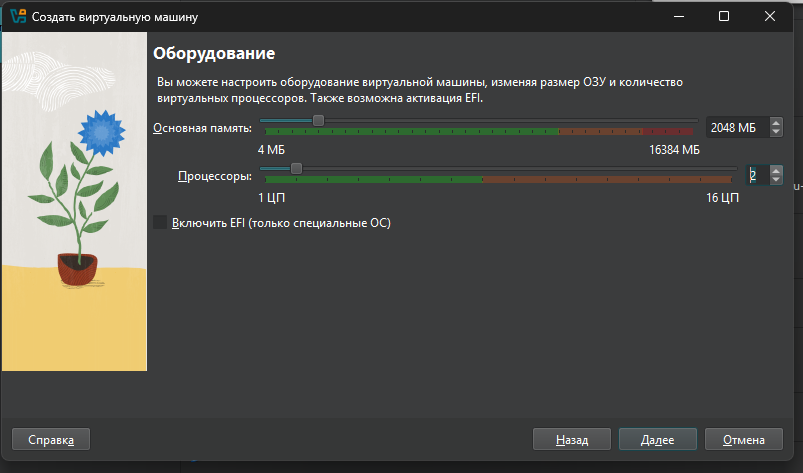 Создать виртуальную машину
Оборудование
Вы можете настроить оборудование виртуальной машины, изменяя размер ОЗУ и количество
виртуальных процессоров. Также возможна активация EFI.
Основная память: 2048 МБ
4 МБ 16384 МБ
Процессоры: 2
1 ЦП 16 ЦП
Включить EFI (только специальные ОС)
Справка Назад Далее Отмена